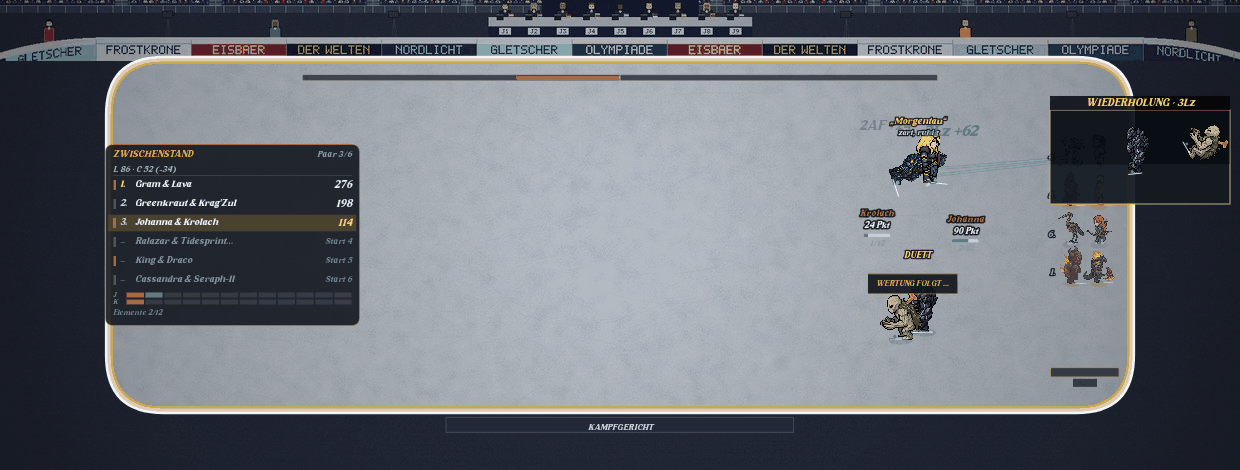 J1 J2 J3 J4 J5 J6 J7 J8 J9
GLETSCHER FROSTKRONE EISBAER DER WELTEN NORDLICHT GLETSCHER OLYMPIADE EISBAER DER WELTEN FROSTKRONE GLETSCHER OLYMPIADE NORDLICHT
WIEDERHOLUNG · 3Lz
„Morgentau“
+62
ZWISCHENSTAND Paar 3/6
L 86 · C 52 (-34)
1. Gram & Lava 276
2. Greenkraut & Krag'Zul 198
3. Johanna & Krolach 114
– Ralazar & Tidesprint... Start 4
– King & Draco Start 5
– Cassandra & Seraph-II Start 6
J
K
Elemente 2/12
Krolach
24 Pkt
1/12
Johanna
90 Pkt
DUETT
WERTUNG FOLGT ...
KAMPFGERICHT